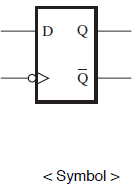 D Q
Q̅
< Symbol >